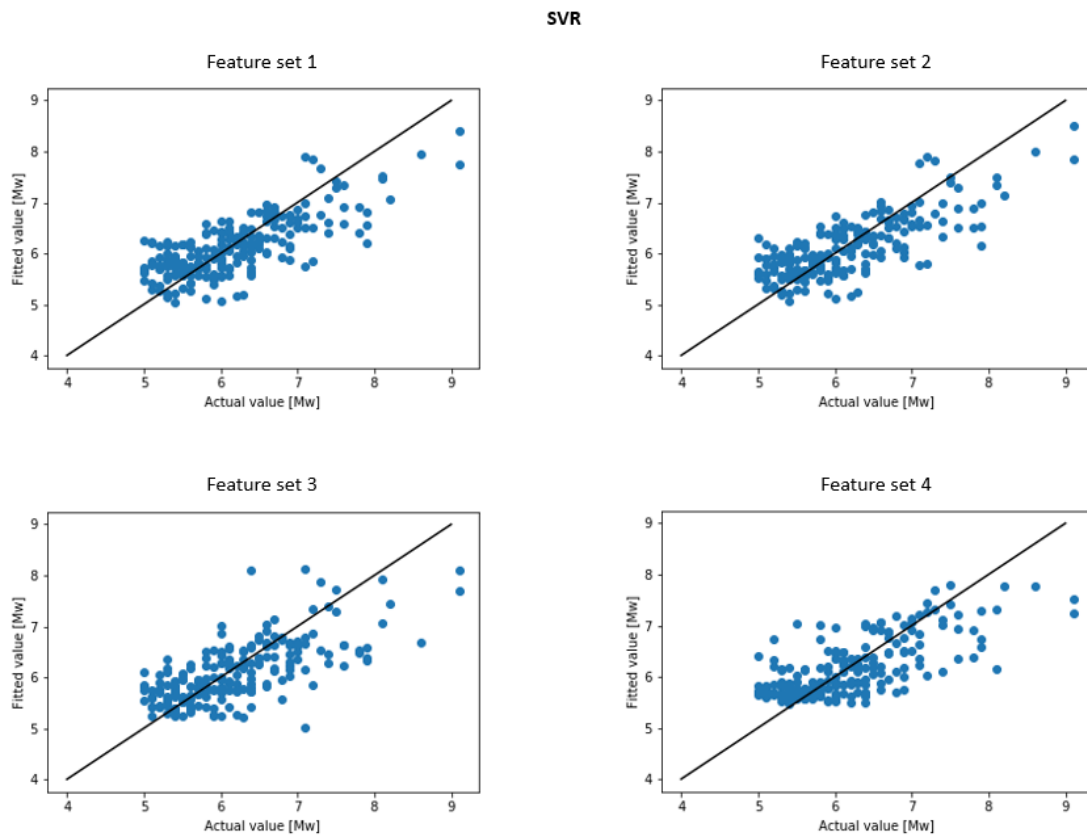 SVR
Feature set 1
9
8
7
6
5
4
Fitted value [Mw]
4 5 6 7 8 9
Actual value [Mw]
Feature set 2
9
8
7
6
5
4
Fitted value [Mw]
4 5 6 7 8 9
Actual value [Mw]
Feature set 3
9
8
7
6
5
4
Fitted value [Mw]
4 5 6 7 8 9
Actual value [Mw]
Feature set 4
9
8
7
6
5
4
Fitted value [Mw]
4 5 6 7 8 9
Actual value [Mw]